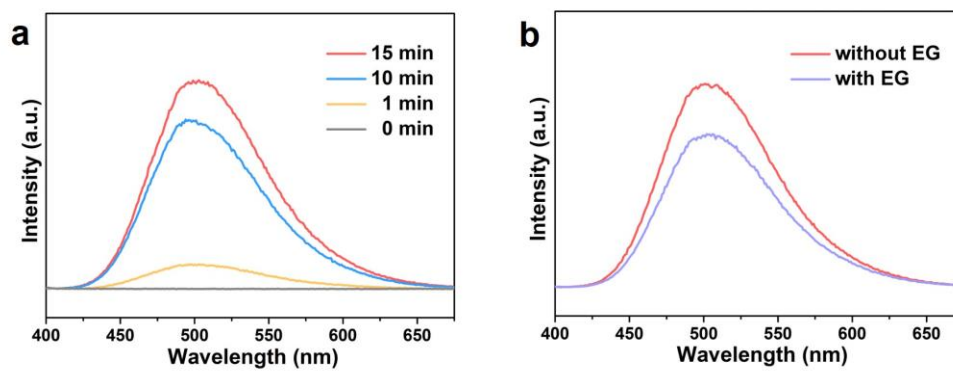 a
15 min
10 min
1 min
0 min
Intensity (a.u.)
400 450 500 550 600 650
Wavelength (nm)
b
without EG
with EG
Intensity (a.u.)
400 450 500 550 600 650
Wavelength (nm)